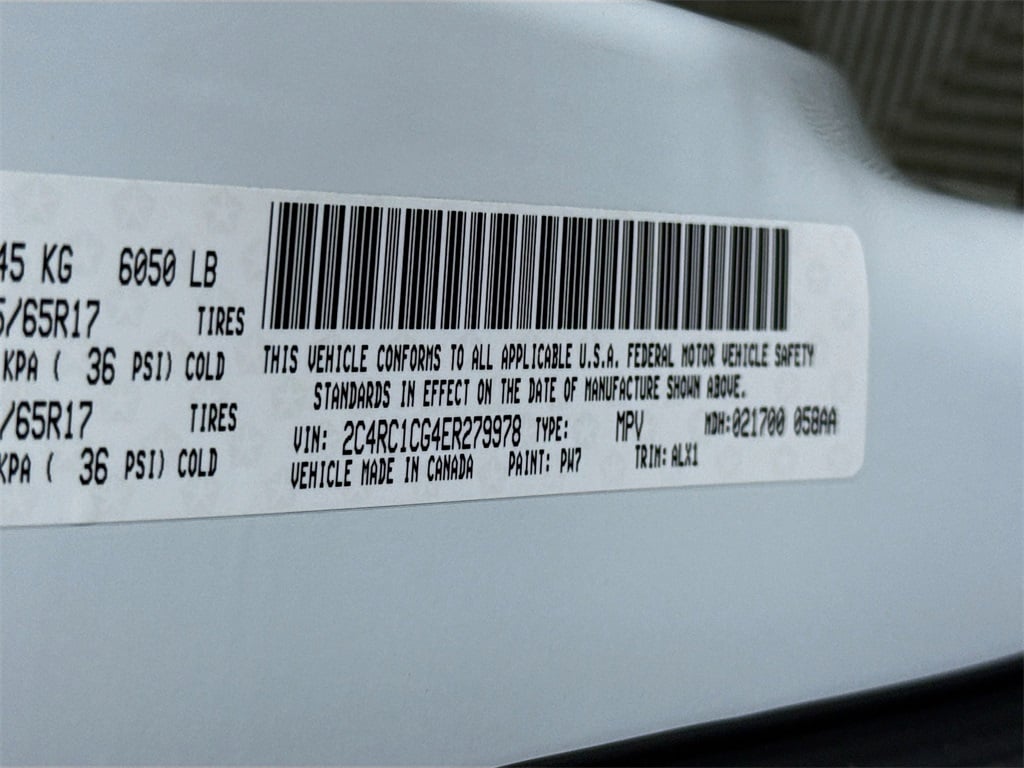 45 KG 6050 LB
5/65R17 TIRES
KPA ( 36 PSI) COLD
/65R17 TIRES
KPA ( 36 PSI) COLD
THIS VEHICLE CONFORMS TO ALL APPLICABLE U.S.A. FEDERAL MOTOR VEHICLE SAFETY
STANDARDS IN EFFECT ON THE DATE OF MANUFACTURE SHOWN ABOVE.
VIN: 2C4RC1CG4ER279978 TYPE: MPV MDH:021700 058AA
VEHICLE MADE IN CANADA PAINT: PW7 TRIM: ALX1